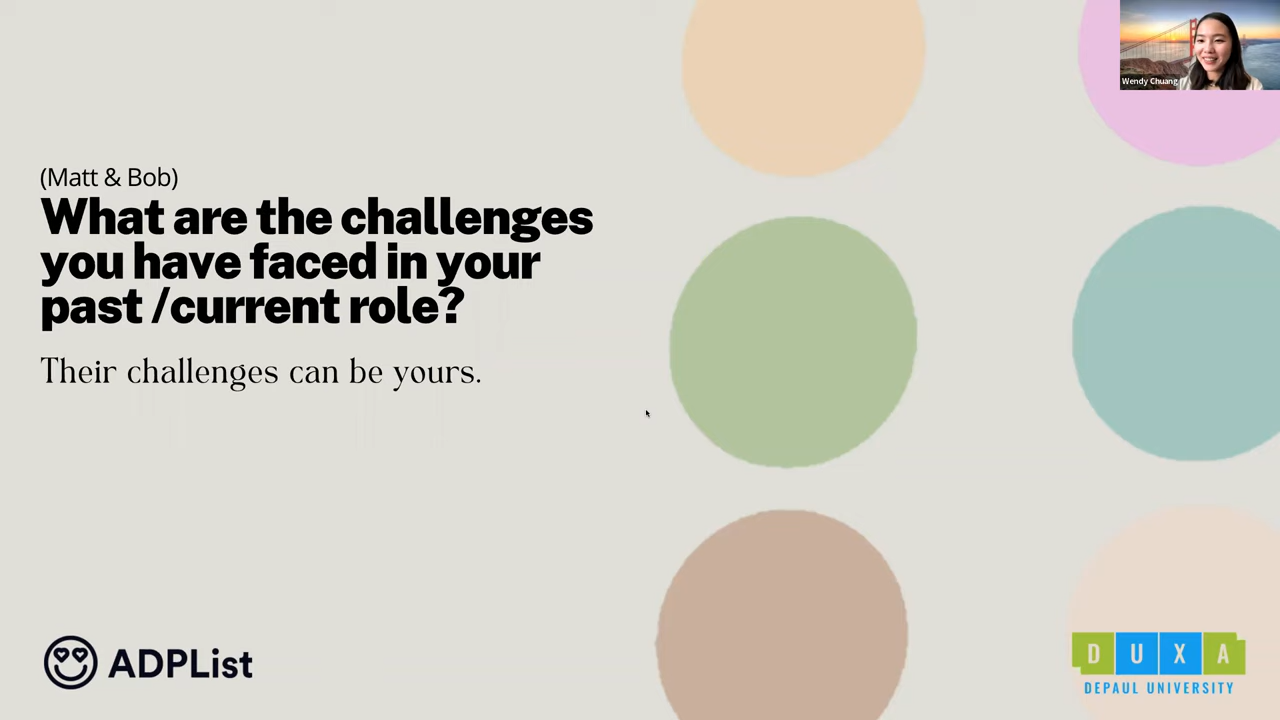 Wendy Chuang
(Matt & Bob)
What are the challenges
you have faced in your
past /current role?
Their challenges can be yours.
ADPList
D U X A
DEPAUL UNIVERSITY